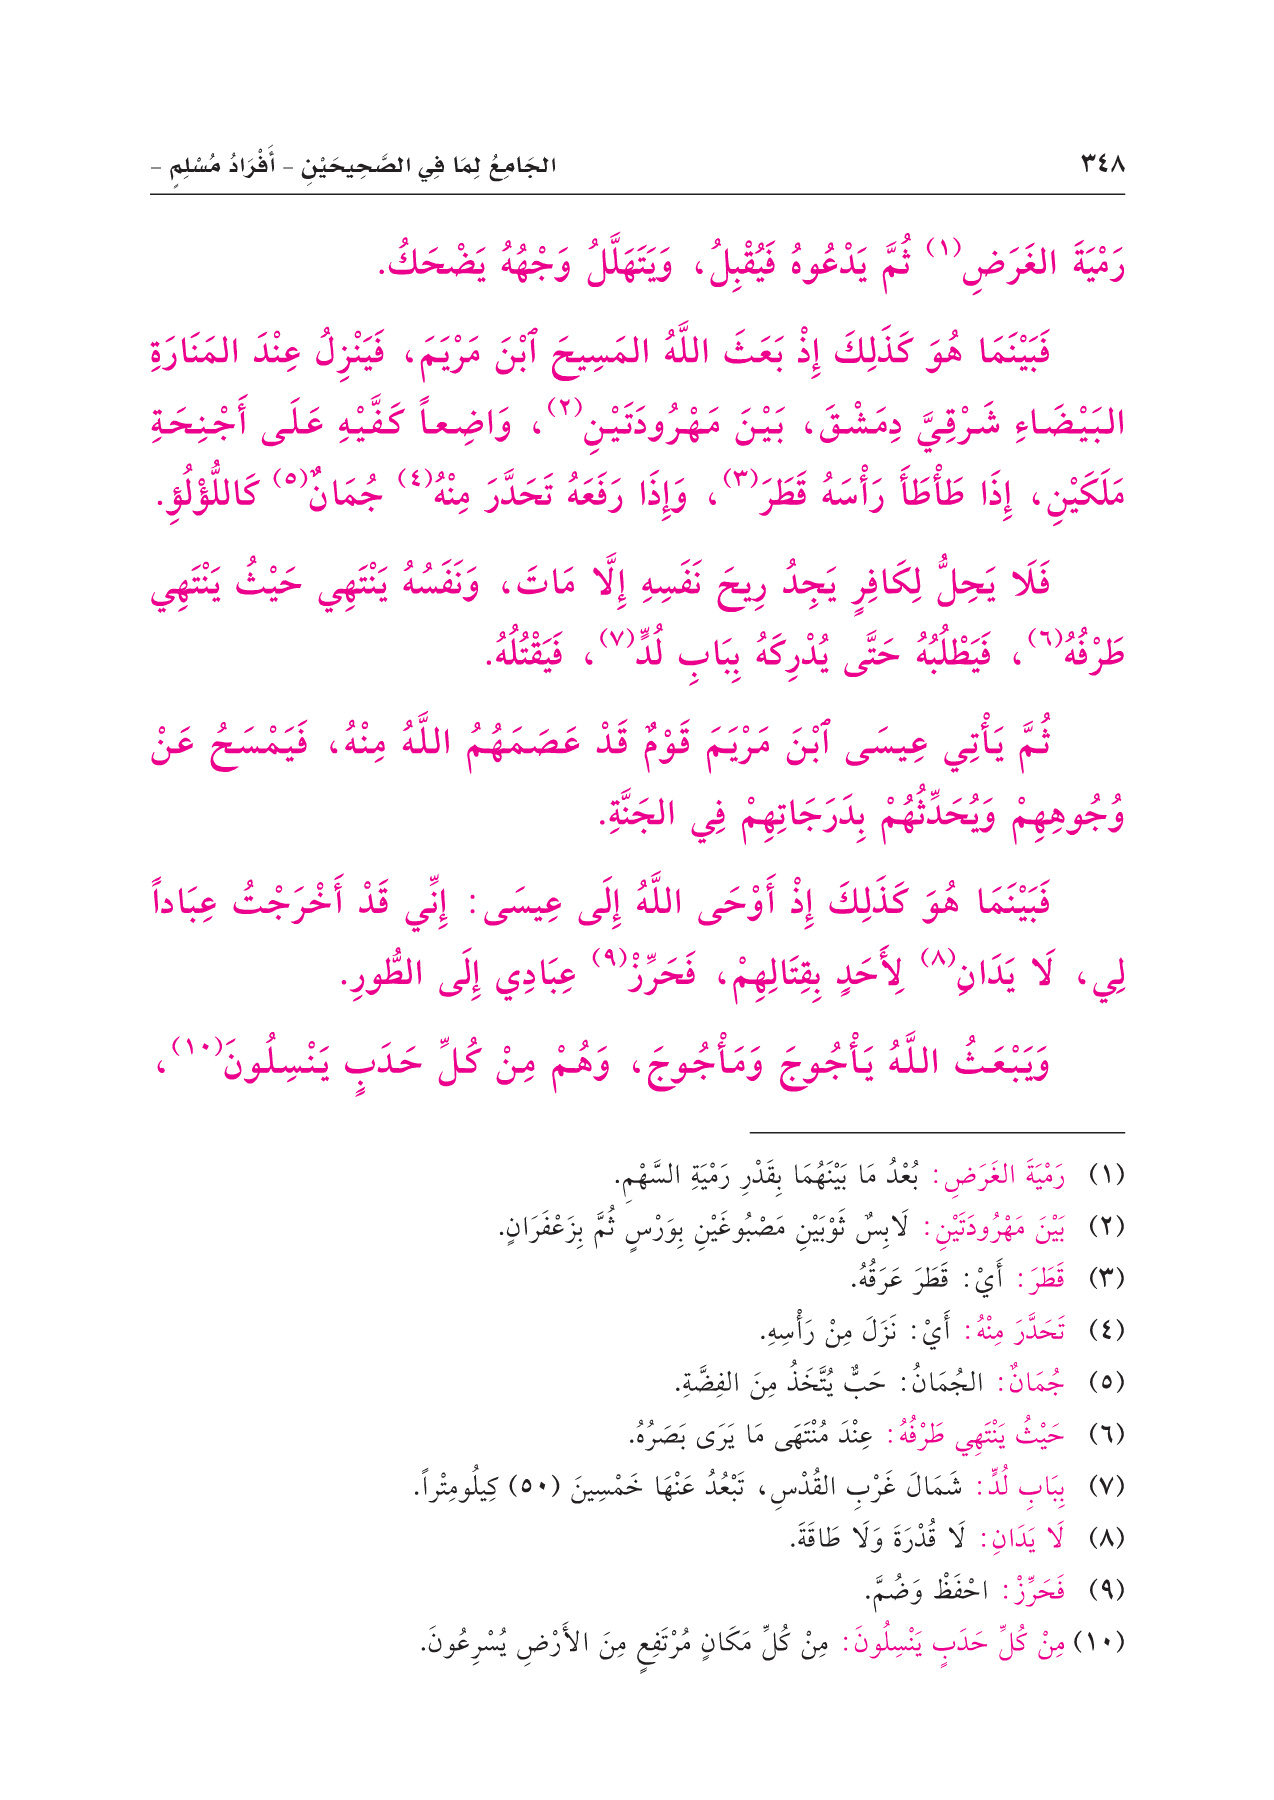 ٣٤٨
الجَامِعُ لِمَا فِي الصَّحِيحَيْنِ - أَفْرَادُ مُسْلِمٍ -
رَمْيَةَ الغَرَضِ(١) ثُمَّ يَدْعُوهُ فَيُقْبِلُ، وَيَتَهَلَّلُ وَجْهُهُ يَضْحَكُ.
فَبَيْنَمَا هُوَ كَذَلِكَ إِذْ بَعَثَ اللَّهُ المَسِيحَ ٱبْنَ مَرْيَمَ، فَيَنْزِلُ عِنْدَ المَنَارَةِ
البَيْضَاءِ شَرْقِيَّ دِمَشْقَ، بَيْنَ مَهْرُودَتَيْنِ(٢)، وَاضِعاً كَفَّيْهِ عَلَى أَجْنِحَةِ
مَلَكَيْنِ، إِذَا طَأْطَأَ رَأْسَهُ قَطَرَ(٣)، وَإِذَا رَفَعَهُ تَحَدَّرَ مِنْهُ(٤) جُمَانٌ(٥) كَاللُّؤْلُؤِ.
فَلَا يَحِلُّ لِكَافِرٍ يَجِدُ رِيحَ نَفَسِهِ إِلَّا مَاتَ، وَنَفَسُهُ يَنْتَهِي حَيْثُ يَنْتَهِي
طَرْفُهُ(٦)، فَيَطْلُبُهُ حَتَّى يُدْرِكَهُ بِبَابِ لُدٍّ(٧)، فَيَقْتُلُهُ.
ثُمَّ يَأْتِي عِيسَى ٱبْنَ مَرْيَمَ قَوْمٌ قَدْ عَصَمَهُمُ اللَّهُ مِنْهُ، فَيَمْسَحُ عَنْ
وُجُوهِهِمْ وَيُحَدِّثُهُمْ بِدَرَجَاتِهِمْ فِي الجَنَّةِ.
فَبَيْنَمَا هُوَ كَذَلِكَ إِذْ أَوْحَى اللَّهُ إِلَى عِيسَى: إِنِّي قَدْ أَخْرَجْتُ عِبَاداً
لِي، لَا يَدَانِ(٨) لِأَحَدٍ بِقِتَالِهِمْ، فَحَرِّزْ(٩) عِبَادِي إِلَى الطُّورِ.
وَيَبْعَثُ اللَّهُ يَأْجُوجَ وَمَأْجُوجَ، وَهُمْ مِنْ كُلِّ حَدَبٍ يَنْسِلُونَ(١٠)،
(١) رَمْيَةَ الغَرَضِ: بُعْدُ مَا بَيْنَهُمَا بِقَدْرِ رَمْيَةِ السَّهْمِ.
(٢) بَيْنَ مَهْرُودَتَيْنِ: لَابِسٌ ثَوْبَيْنِ مَصْبُوغَيْنِ بِوَرْسٍ ثُمَّ بِزَعْفَرَانٍ.
(٣) قَطَرَ: أَيْ: قَطَرَ عَرَقُهُ.
(٤) تَحَدَّرَ مِنْهُ: أَيْ: نَزَلَ مِنْ رَأْسِهِ.
(٥) جُمَانٌ: الجُمَانُ: حَبٌّ يُتَّخَذُ مِنَ الفِضَّةِ.
(٦) حَيْثُ يَنْتَهِي طَرْفُهُ: عِنْدَ مُنْتَهَى مَا يَرَى بَصَرُهُ.
(٧) بِبَابِ لُدٍّ: شَمَالَ غَرْبِ القُدْسِ، تَبْعُدُ عَنْهَا خَمْسِينَ (٥٠) كِيلُومِتْراً.
(٨) لَا يَدَانِ: لَا قُدْرَةَ وَلَا طَاقَةَ.
(٩) فَحَرِّزْ: احْفَظْ وَضُمَّ.
(١٠) مِنْ كُلِّ حَدَبٍ يَنْسِلُونَ: مِنْ كُلِّ مَكَانٍ مُرْتَفِعٍ مِنَ الأَرْضِ يُسْرِعُونَ.